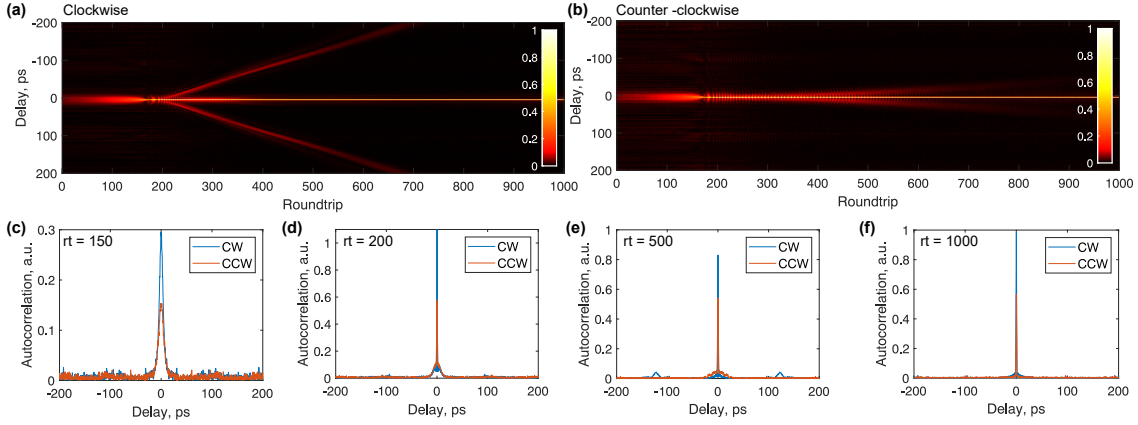 (a) Clockwise
-200
-100
0
100
200
Delay, ps
0 100 200 300 400 500 600 700 800 900 1000
Roundtrip
1
0.8
0.6
0.4
0.2
0
(b) Counter -clockwise
-200
-100
0
100
200
Delay, ps
0 100 200 300 400 500 600 700 800 900 1000
Roundtrip
1
0.8
0.6
0.4
0.2
0
(c) rt = 150
CW
CCW
Autocorrelation, a.u.
0.3
0.2
0.1
0
-200 -100 0 100 200
Delay, ps
(d) rt = 200
CW
CCW
Autocorrelation, a.u.
1
0.8
0.6
0.4
0.2
0
-200 -100 0 100 200
Delay, ps
(e) rt = 500
CW
CCW
Autocorrelation, a.u.
1
0.8
0.6
0.4
0.2
0
-200 -100 0 100 200
Delay, ps
(f) rt = 1000
CW
CCW
Autocorrelation, a.u.
1
0.8
0.6
0.4
0.2
0
-200 -100 0 100 200
Delay, ps